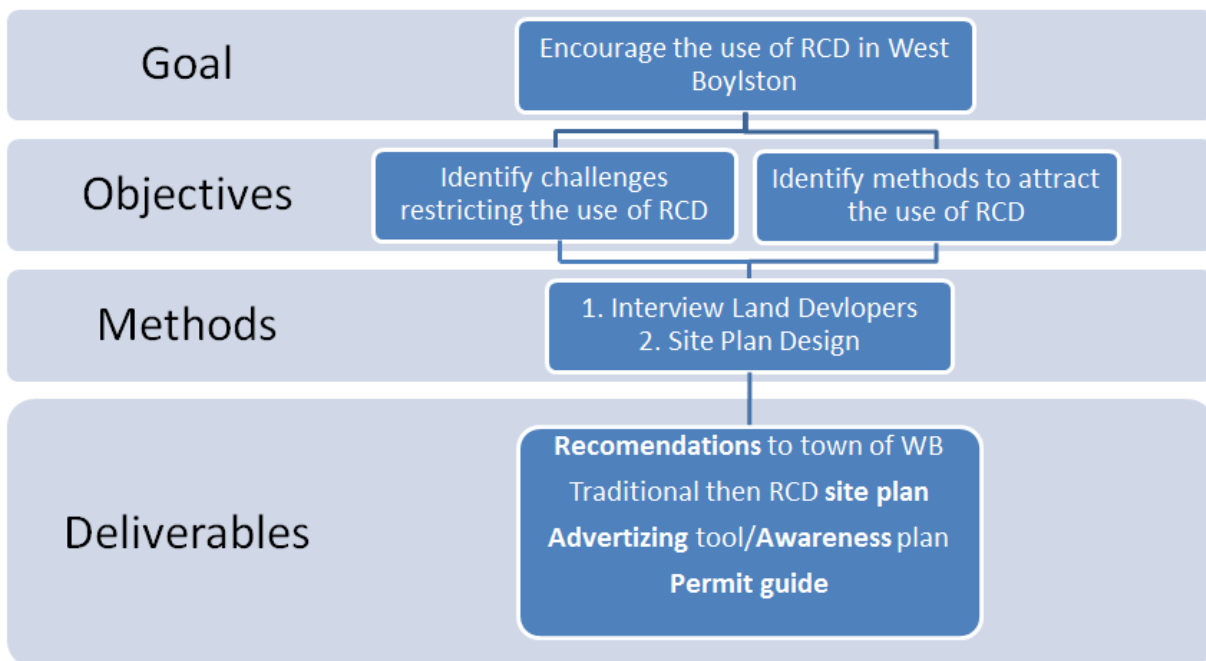 Goal
Encourage the use of RCD in West
Boylston
Objectives
Identify challenges
restricting the use of RCD
Identify methods to attract
the use of RCD
Methods
1. Interview Land Devlopers
2. Site Plan Design
Deliverables
Recomendations to town of WB
Traditional then RCD site plan
Advertizing tool/Awareness plan
Permit guide